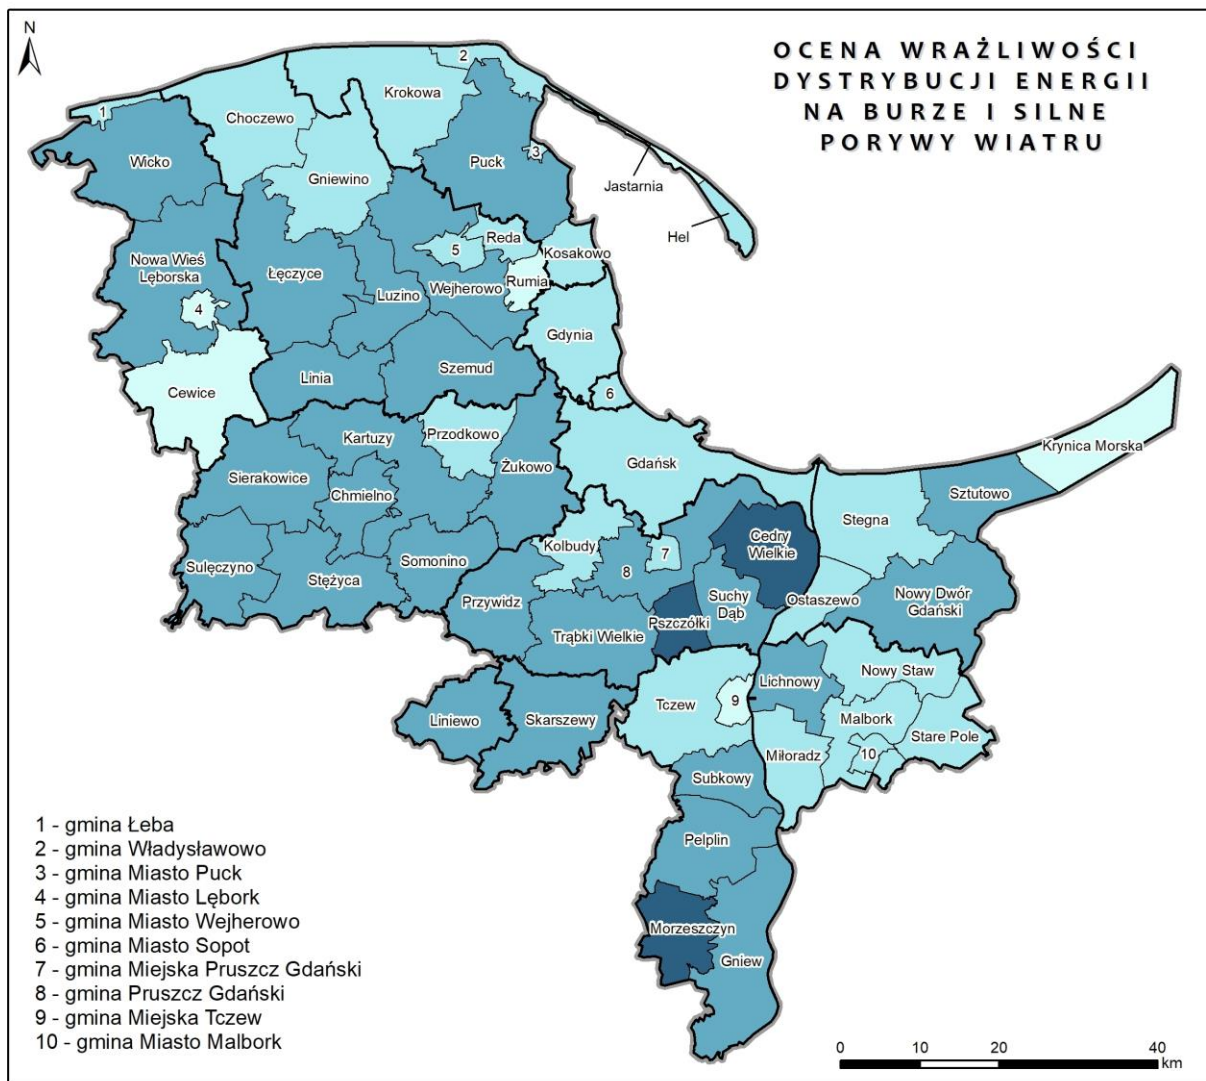 N
OCENA WRAŻLIWOŚCI
DYSTRYBUCJI ENERGII
NA BURZE I SILNE
PORYWY WIATRU
2
Krokowa
1
Choczewo
Wicko
Puck
3
Gniewino
Jastarnia
Hel
Reda
5
Kosakowo
Nowa Wieś
Lęborska
Łęczyce
Rumia
Luzino
Wejherowo
4
Gdynia
Szemud
Linia
Cewice
6
Przodkowo
Kartuzy
Krynica Morska
Gdańsk
Żukowo
Sierakowice
Chmielno
Sztutowo
Stegna
Cedry
Wielkie
Kolbudy
7
Somonino
Sulęczyno
8
Stężyca
Suchy
Dąb
Nowy Dwór
Gdański
Przywidz
Ostaszewo
Pszczółki
Trąbki Wielkie
Nowy Staw
Lichnowy
Tczew
9
Liniewo
Skarszewy
Malbork
Stare Pole
Miłoradz
10
Subkowy
Pelplin
Morzeszczyn
Gniew
1 - gmina Łeba
2 - gmina Władysławowo
3 - gmina Miasto Puck
4 - gmina Miasto Lębork
5 - gmina Miasto Wejherowo
6 - gmina Miasto Sopot
7 - gmina Miejska Pruszcz Gdański
8 - gmina Pruszcz Gdański
9 - gmina Miejska Tczew
10 - gmina Miasto Malbork
0 10 20 40
km